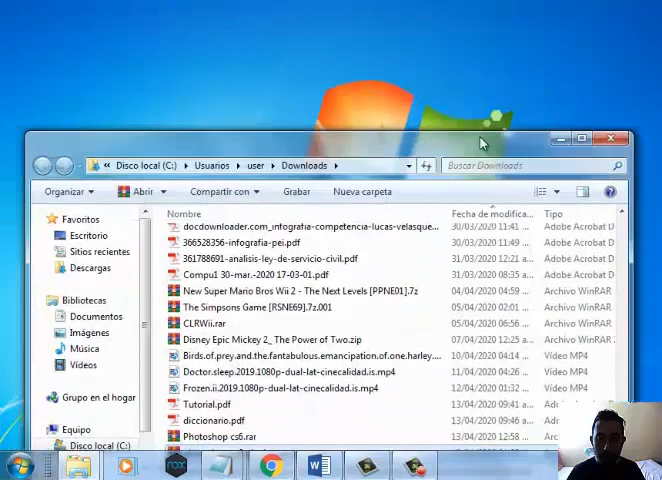 « Disco local (C:) Usuarios user Downloads
Buscar Downloads
Organizar Abrir Compartir con Grabar Nueva carpeta
Favoritos
Escritorio
Sitios recientes
Descargas
Bibliotecas
Documentos
Imágenes
Música
Vídeos
Grupo en el hogar
Equipo
Disco local (C:)
Nombre Fecha de modifica... Tipo
docdownloader.com_infografia-competencia-lucas-velasque... 30/03/2020 11:41 ... Adobe Acrobat D
366528356-infografia-pei.pdf 30/03/2020 11:49 ... Adobe Acrobat D
361788691-analisis-ley-de-servicio-civil.pdf 31/03/2020 12:21 a... Adobe Acrobat D
Compu1 30-mar.-2020 17-03-01.pdf 31/03/2020 08:35 a... Adobe Acrobat D
New Super Mario Bros Wii 2 - The Next Levels [PPNE01].7z 04/04/2020 04:50 ... Archivo WinRAR
The Simpsons Game [RSNE69].7z.001 05/04/2020 02:01 ... Archivo WinRAR
CLRWii.rar 05/04/2020 06:56 ... Archivo WinRAR
Disney Epic Mickey 2_ The Power of Two.zip 07/04/2020 12:25 a... Archivo WinRAR
Birds.of.prey.and.the.fantabulous.emancipation.of.one.harley.... 10/04/2020 04:14 ... Vídeo MP4
Doctor.sleep.2019.1080p-dual-lat-cinecalidad.is.mp4 11/04/2020 04:26 ... Vídeo MP4
Frozen.ii.2019.1080p-dual-lat-cinecalidad.is.mp4 12/04/2020 01:32 ... Vídeo MP4
Tutorial.pdf 13/04/2020 09:41 a... Adobe Acrobat D
diccionario.pdf 13/04/2020 09:46 a...
Photoshop cs6.rar 13/04/2020 12:58 ...
nox